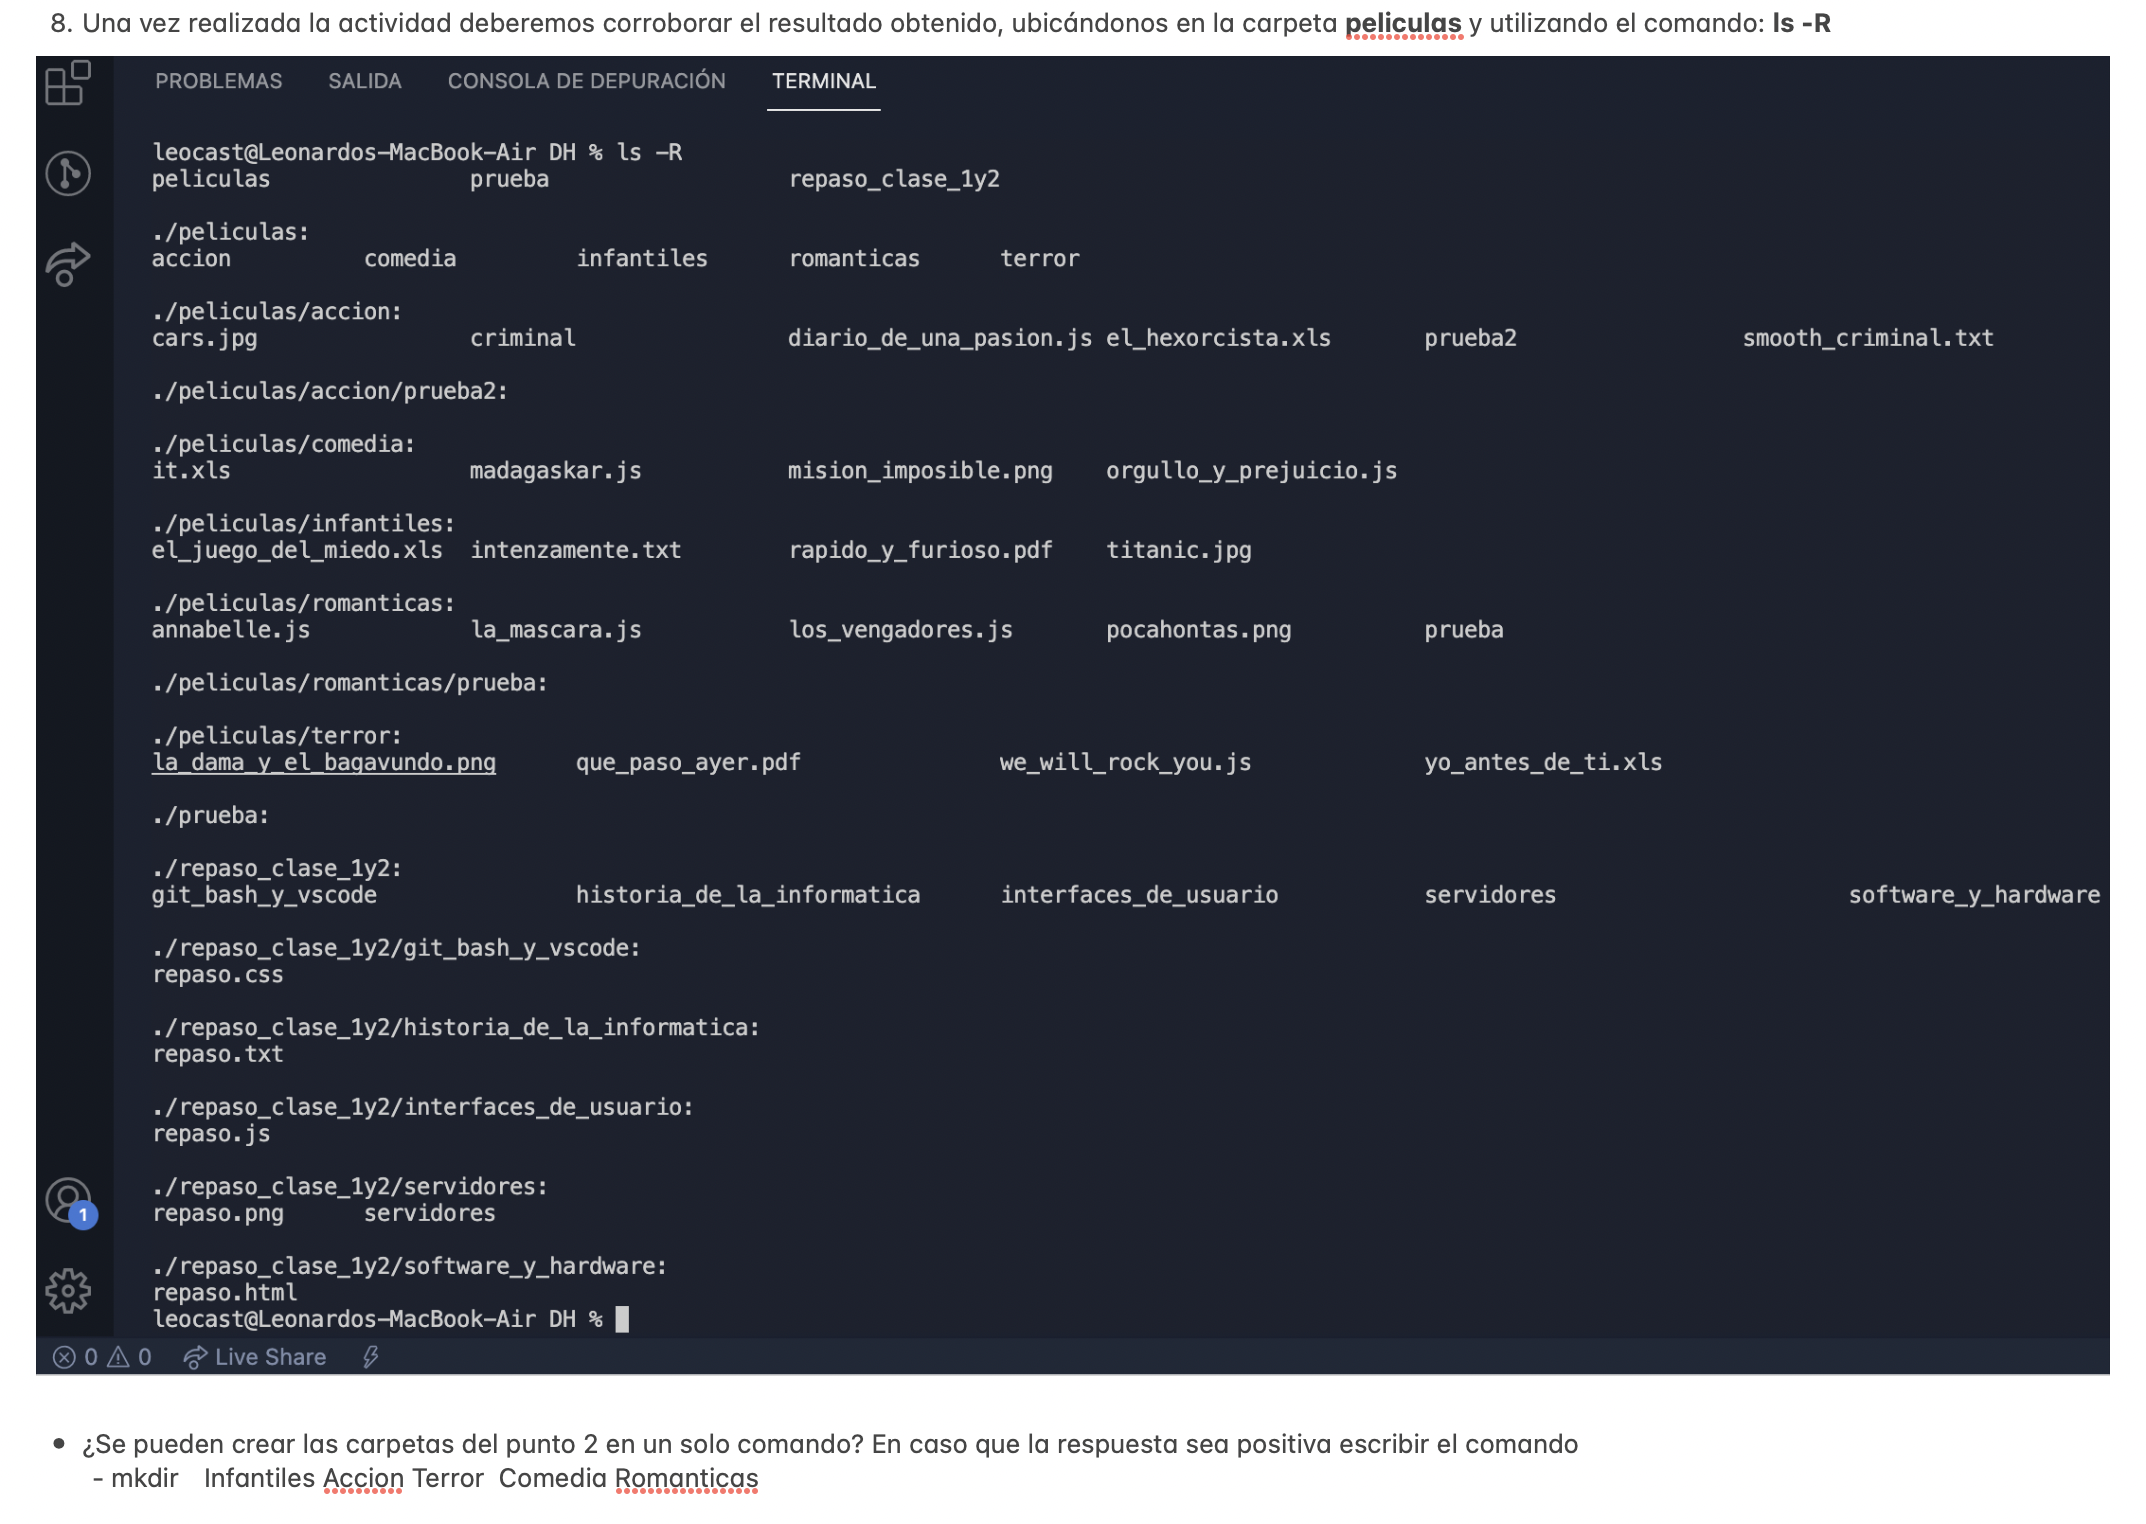 8. Una vez realizada la actividad deberemos corroborar el resultado obtenido, ubicándonos en la carpeta peliculas y utilizando el comando: ls -R
PROBLEMAS SALIDA CONSOLA DE DEPURACIÓN TERMINAL
leocast@Leonardos-MacBook-Air DH % ls -R
peliculas prueba repaso_clase_1y2
./peliculas:
accion comedia infantiles romanticas terror
./peliculas/accion:
cars.jpg criminal diario_de_una_pasion.js el_hexorcista.xls prueba2 smooth_criminal.txt
./peliculas/accion/prueba2:
./peliculas/comedia:
it.xls madagaskar.js mision_imposible.png orgullo_y_prejuicio.js
./peliculas/infantiles:
el_juego_del_miedo.xls intenzamente.txt rapido_y_furioso.pdf titanic.jpg
./peliculas/romanticas:
annabelle.js la_mascara.js los_vengadores.js pocahontas.png prueba
./peliculas/romanticas/prueba:
./peliculas/terror:
la_dama_y_el_bagavundo.png que_paso_ayer.pdf we_will_rock_you.js yo_antes_de_ti.xls
./prueba:
./repaso_clase_1y2:
git_bash_y_vscode historia_de_la_informatica interfaces_de_usuario servidores software_y_hardware
./repaso_clase_1y2/git_bash_y_vscode:
repaso.css
./repaso_clase_1y2/historia_de_la_informatica:
repaso.txt
./repaso_clase_1y2/interfaces_de_usuario:
repaso.js
./repaso_clase_1y2/servidores:
repaso.png servidores
./repaso_clase_1y2/software_y_hardware:
repaso.html
leocast@Leonardos-MacBook-Air DH %
1
0 0 Live Share
• ¿Se pueden crear las carpetas del punto 2 en un solo comando? En caso que la respuesta sea positiva escribir el comando
- mkdir Infantiles Accion Terror Comedia Romanticas